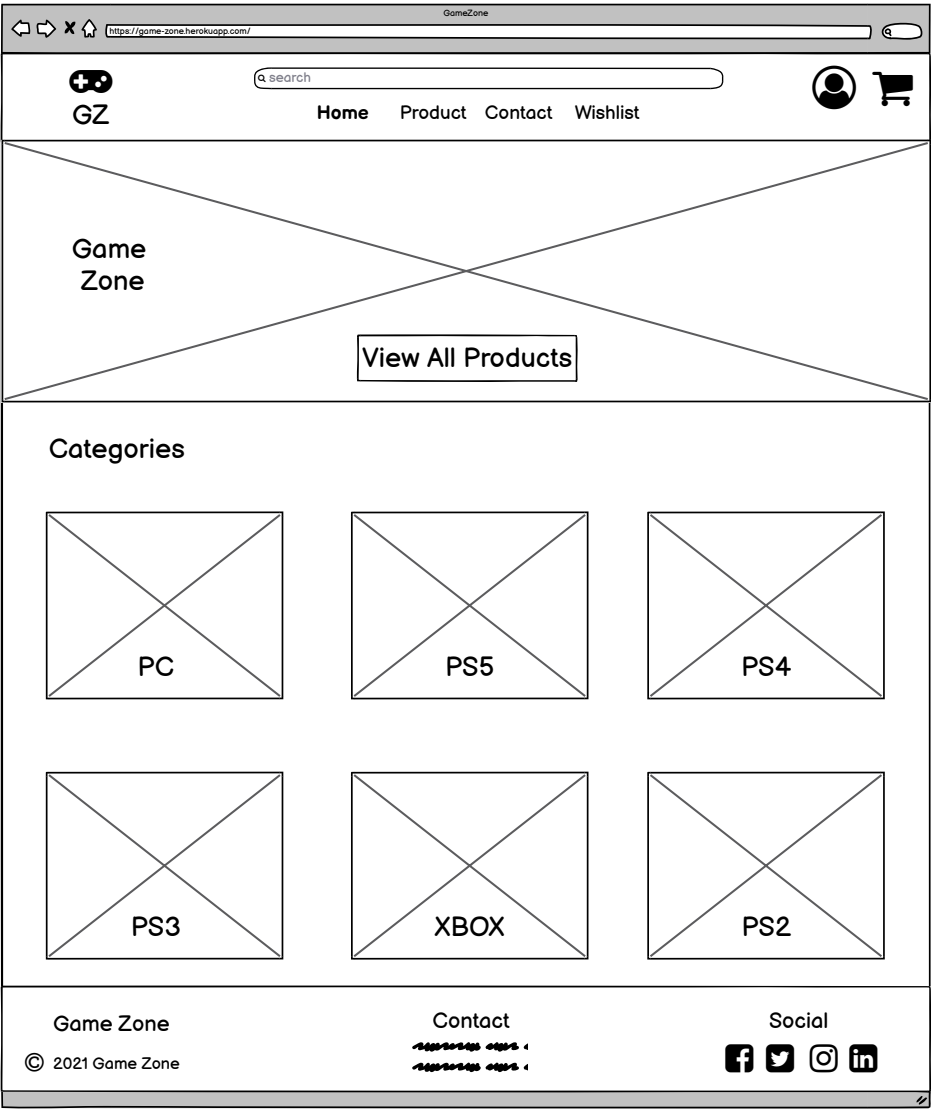 GameZone
https://game-zone.herokuapp.com/
search
GZ
Home Product Contact Wishlist
Game
Zone
View All Products
Categories
PC PS5 PS4
PS3 XBOX PS2
Game Zone Contact Social
© 2021 Game Zone